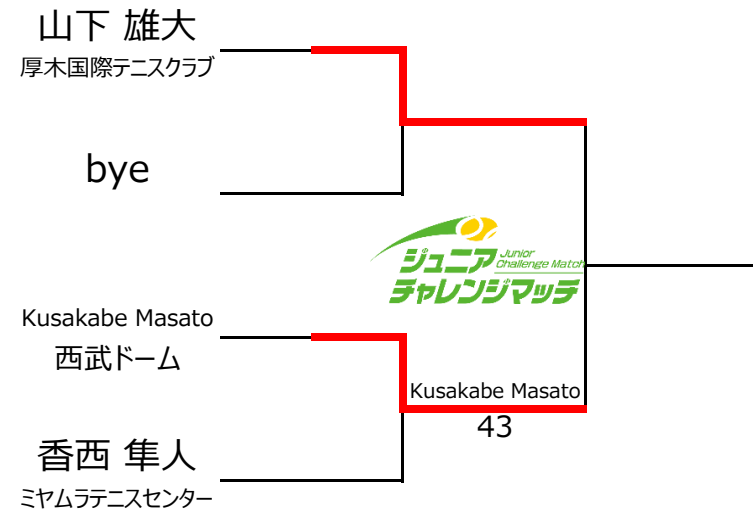 山下 雄大
厚木国際テニスクラブ
bye
ジュニア Junior Challenge Match
チャレンジマッチ
Kusakabe Masato
西武ドーム
Kusakabe Masato
43
香西 隼人
ミヤムラテニスセンター